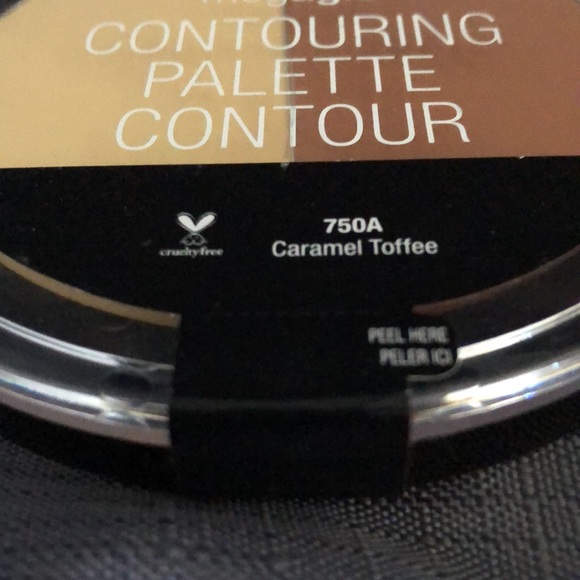 CONTOURING
PALETTE
CONTOUR
crueltyfree
750A
Caramel Toffee
PEEL HERE
PELER ICI